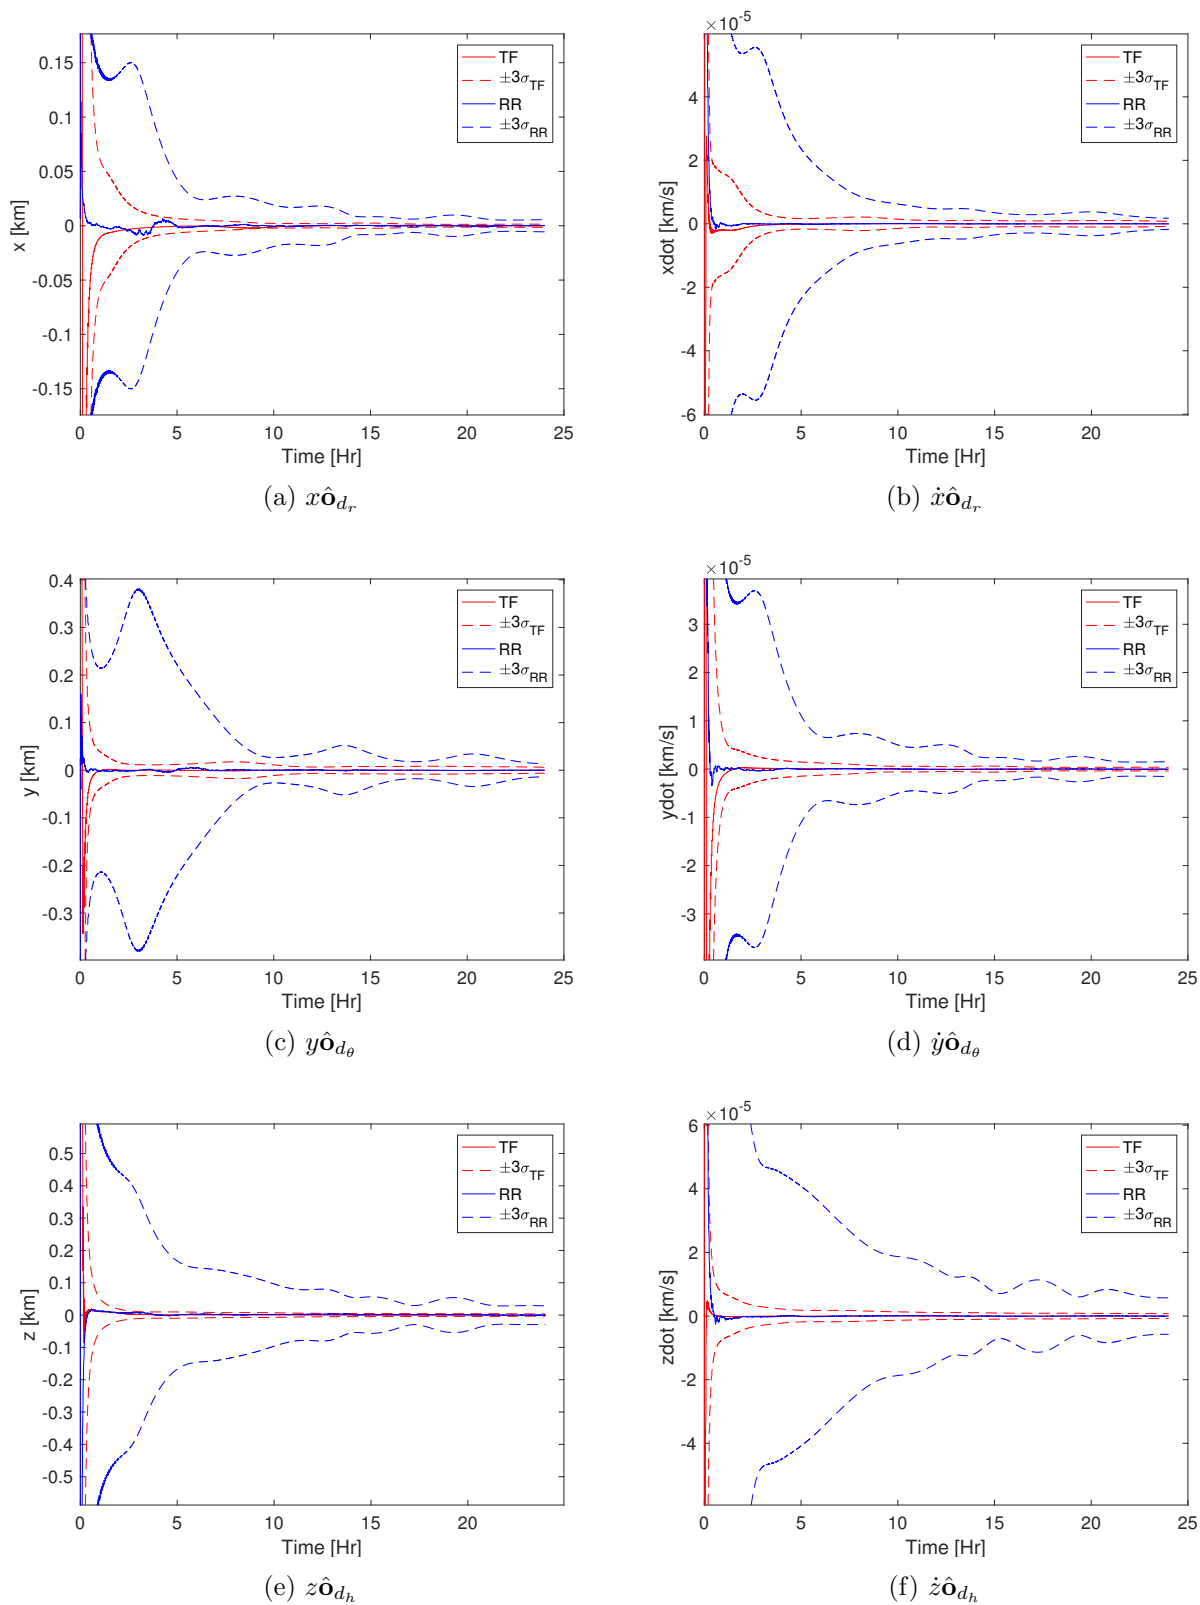 0.15
0.1
0.05
0
-0.05
-0.1
-0.15
x [km]
0 5 10 15 20 25
Time [Hr]
TF
±3σ_TF
RR
±3σ_RR
(a) xô_{d_r}
×10^-5
4
2
0
-2
-4
-6
xdot [km/s]
0 5 10 15 20 25
Time [Hr]
TF
±3σ_TF
RR
±3σ_RR
(b) ẋô_{d_r}
0.4
0.3
0.2
0.1
0
-0.1
-0.2
-0.3
y [km]
0 5 10 15 20 25
Time [Hr]
TF
±3σ_TF
RR
±3σ_RR
(c) yô_{d_θ}
×10^-5
3
2
1
0
-1
-2
-3
ydot [km/s]
0 5 10 15 20 25
Time [Hr]
TF
±3σ_TF
RR
±3σ_RR
(d) ẏô_{d_θ}
0.5
0.4
0.3
0.2
0.1
0
-0.1
-0.2
-0.3
-0.4
-0.5
z [km]
0 5 10 15 20 25
Time [Hr]
TF
±3σ_TF
RR
±3σ_RR
(e) zô_{d_h}
×10^-5
6
4
2
0
-2
-4
zdot [km/s]
0 5 10 15 20 25
Time [Hr]
TF
±3σ_TF
RR
±3σ_RR
(f) żô_{d_h}